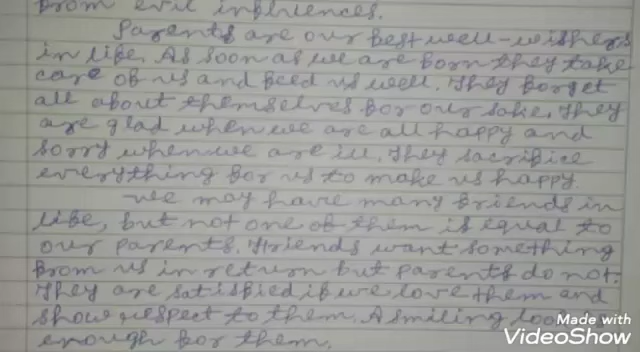 from evil influences.
Parents are our best well-wishers
in life. As soon as we are born they take
care of us and feed us well. They forget
all about themselves for our sake. They
are glad when we are all happy and
sorry when we are ill. They sacrifice
everything for us to make us happy.
We may have many friends in
life, but not one of them is equal to
our parents. Friends want something
from us in return but parents do not.
They are satisfied if we love them and
show respect to them. A smiling look is
enough for them.
Made with
VideoShow